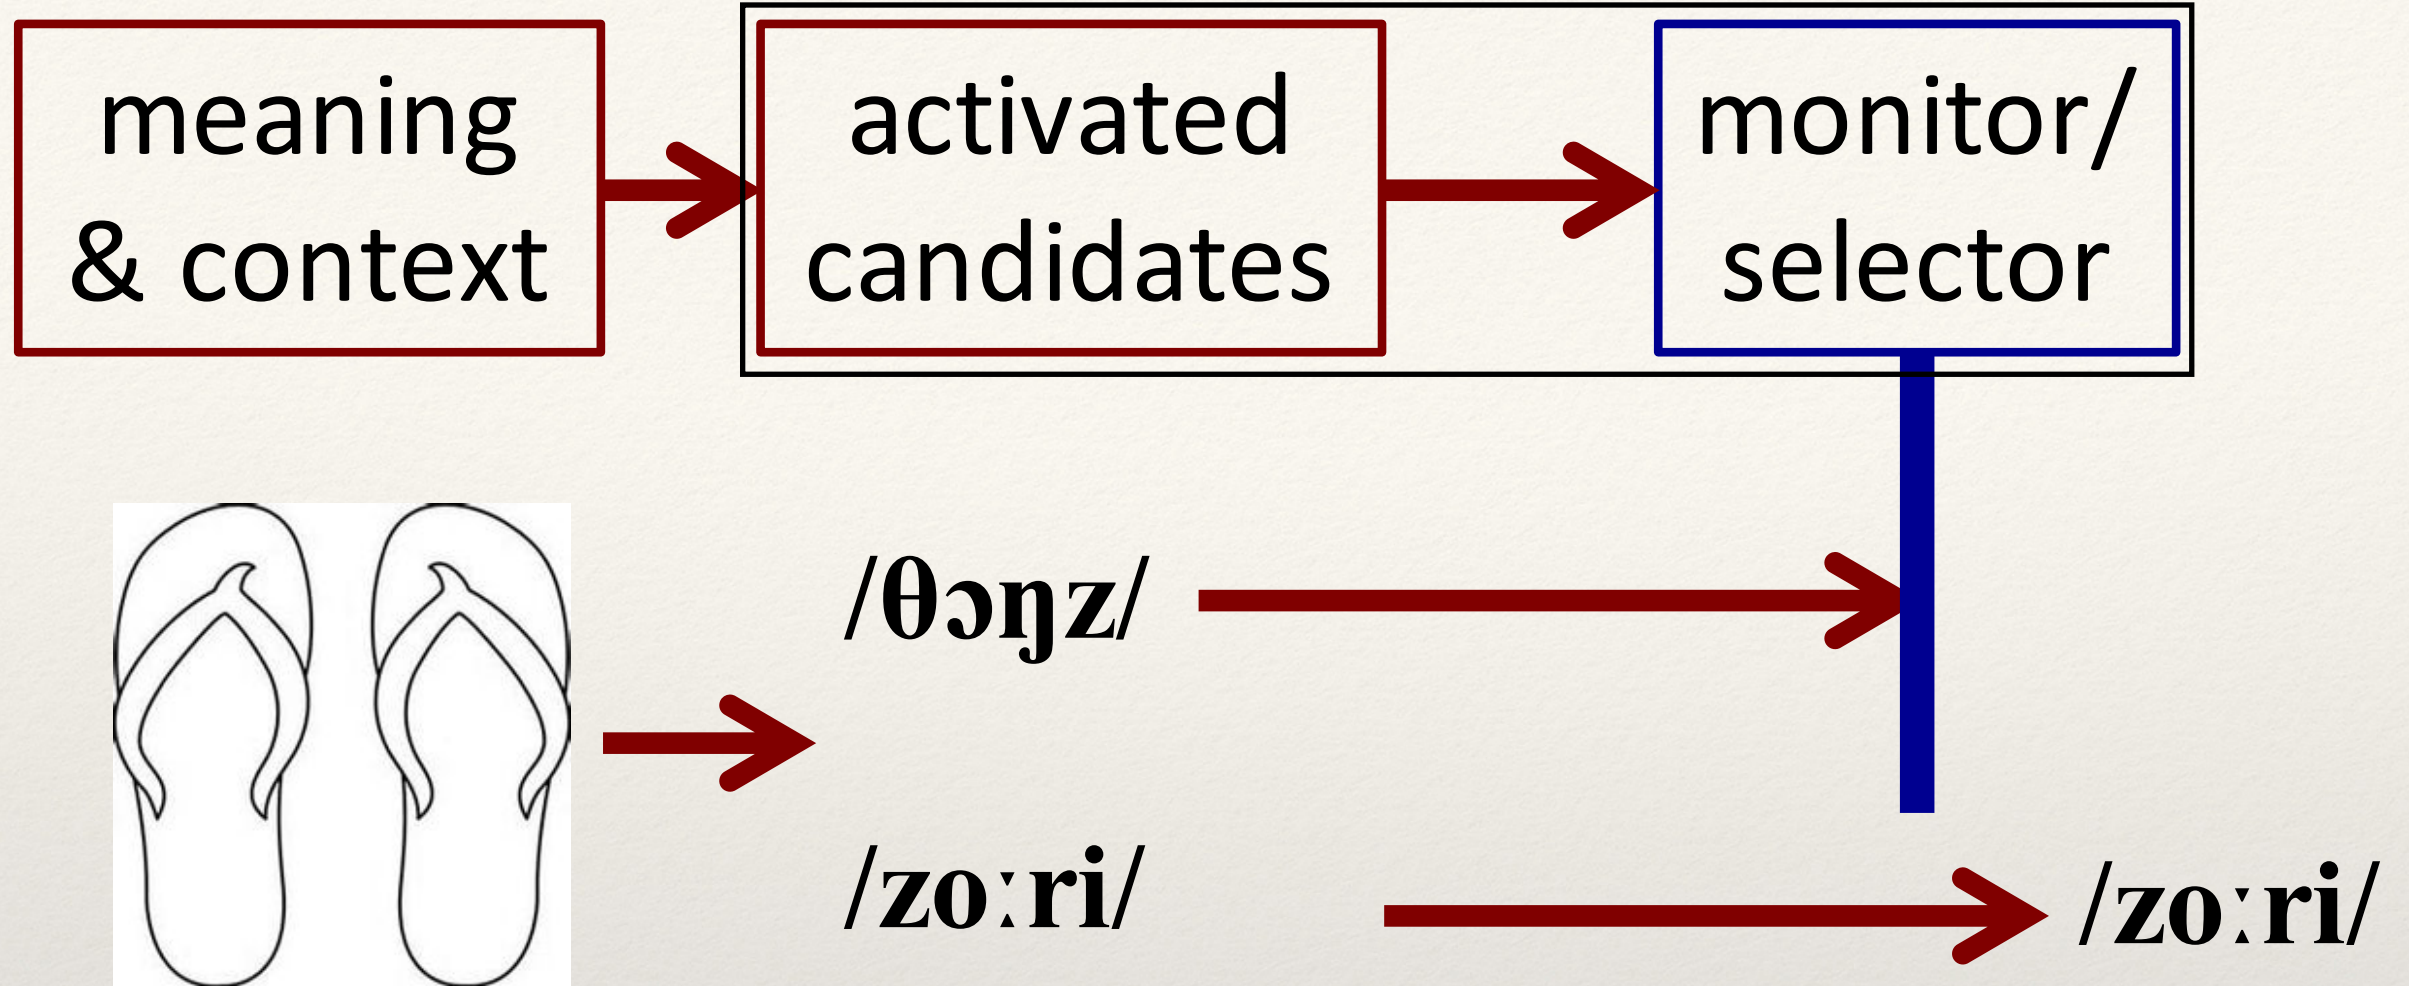 meaning
& context
activated
candidates
monitor/
selector
/θɔŋz/
/zoːri/
/zoːri/